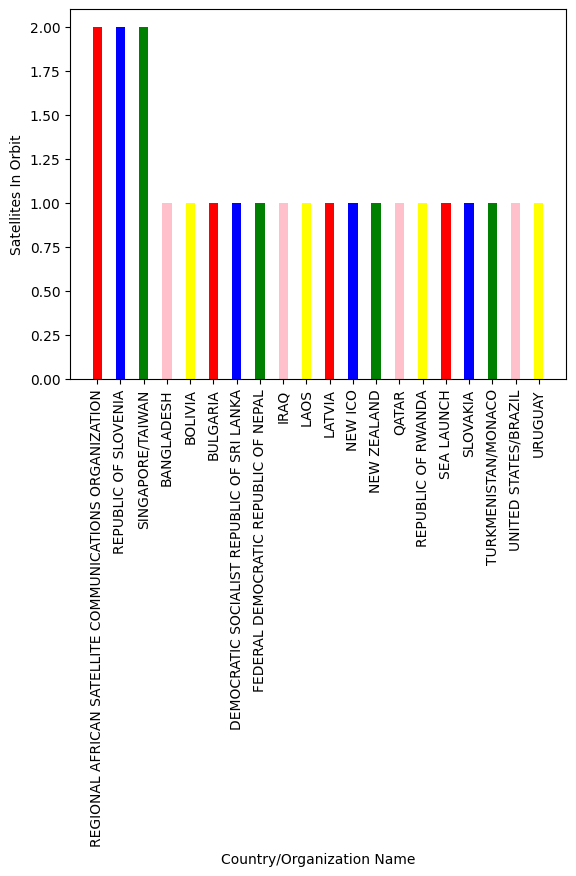 2.00
1.75
1.50
1.25
1.00
0.75
0.50
0.25
0.00
Satellites In Orbit
REGIONAL AFRICAN SATELLITE COMMUNICATIONS ORGANIZATION
REPUBLIC OF SLOVENIA
SINGAPORE/TAIWAN
BANGLADESH
BOLIVIA
BULGARIA
DEMOCRATIC SOCIALIST REPUBLIC OF SRI LANKA
FEDERAL DEMOCRATIC REPUBLIC OF NEPAL
IRAQ
LAOS
LATVIA
NEW ICO
NEW ZEALAND
QATAR
REPUBLIC OF RWANDA
SEA LAUNCH
SLOVAKIA
TURKMENISTAN/MONACO
UNITED STATES/BRAZIL
URUGUAY
Country/Organization Name